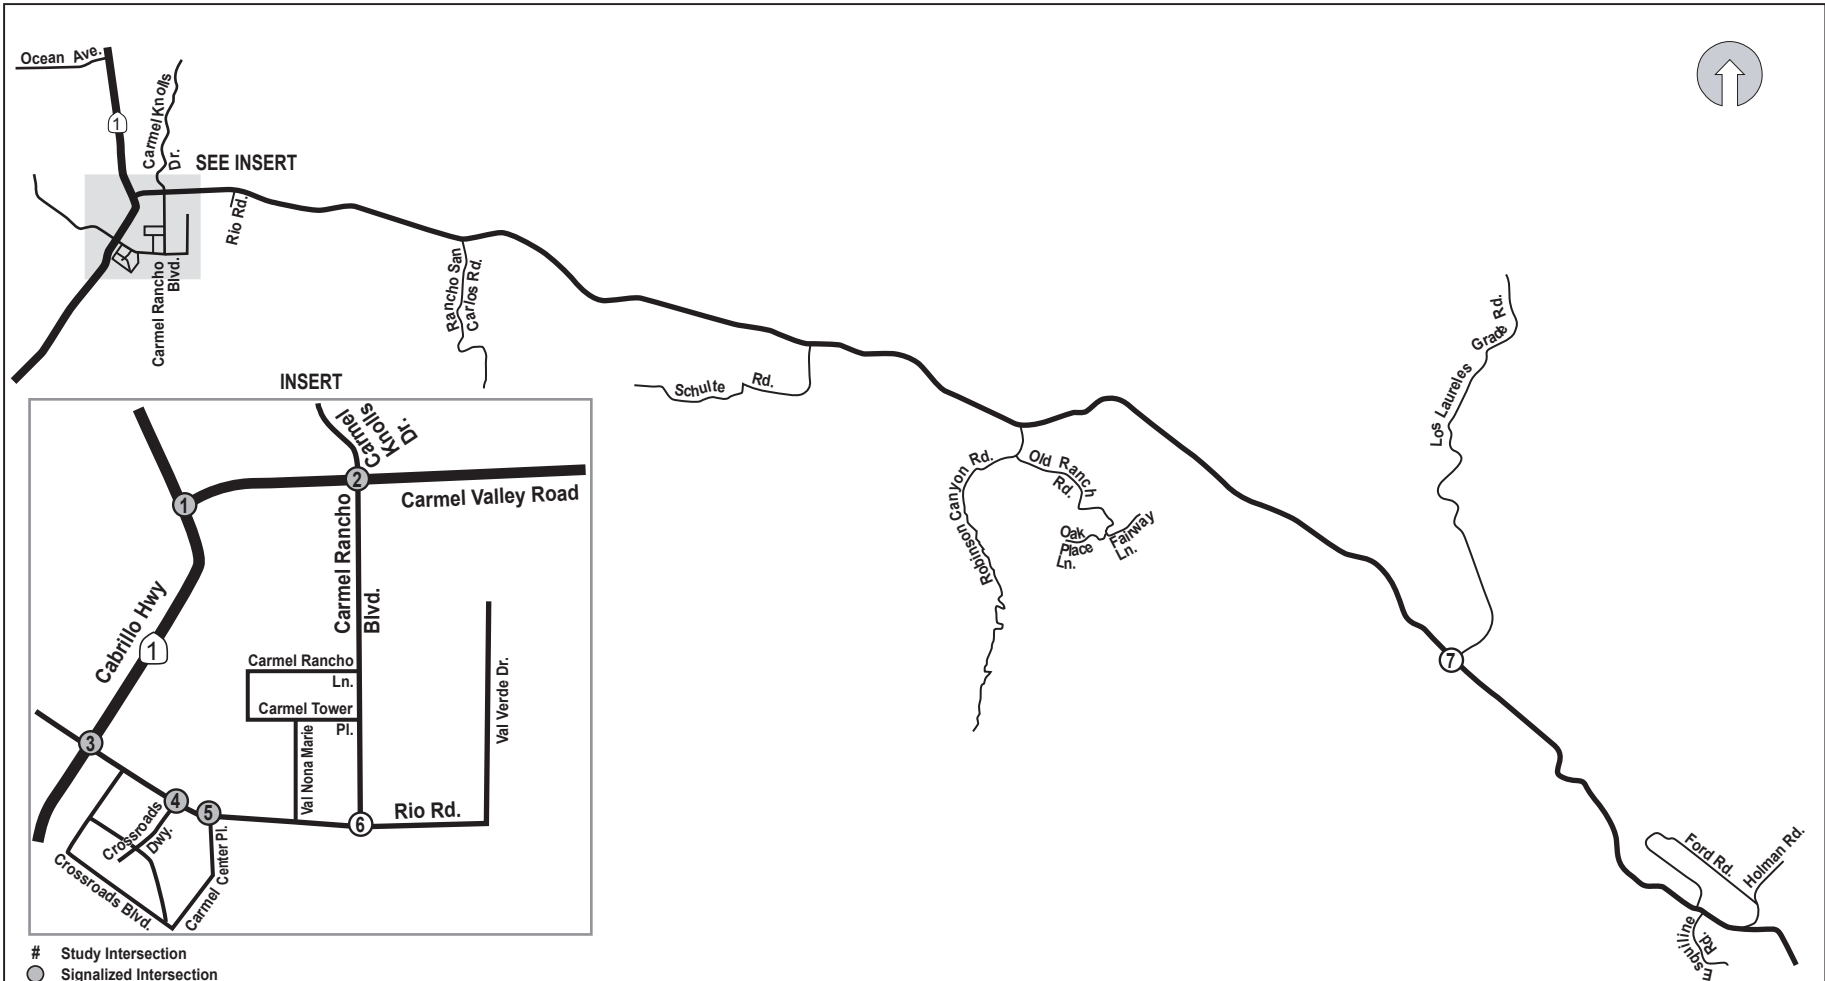 Ocean Ave.
1
Carmel Knolls
Dr.
SEE INSERT
Rio Rd.
Carmel Rancho
Blvd.
Rancho San
Carlos Rd.
Schulte Rd.
Robinson Canyon Rd.
Old Ranch
Rd.
Oak
Place
Ln.
Fairway
Ln.
Los Laureles Grade Rd.
7
Ford Rd.
Holman Rd.
Esquiline
Rd.
INSERT
Carmel
Knolls
Dr.
1
2
Carmel Valley Road
Carmel Rancho
Blvd.
Cabrillo Hwy
1
Carmel Rancho
Ln.
Carmel Tower
Pl.
Val Nona Marie
Val Verde Dr.
3
4
5
6
Rio Rd.
Crossroads
Dwy.
Crossroads Blvd.
Carmel Center Pl.
# Study Intersection
Signalized Intersection